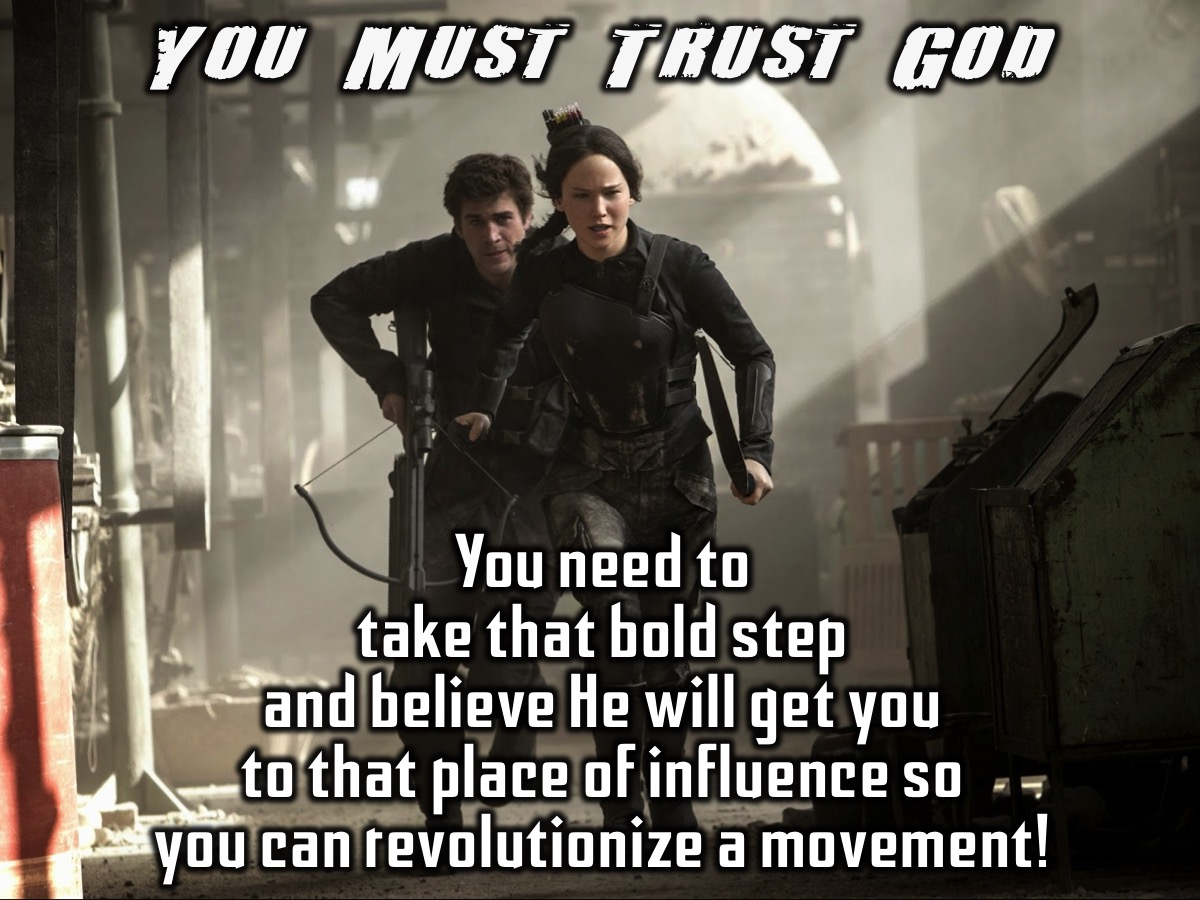 You Must Trust God
You need to
take that bold step
and believe He will get you
to that place of influence so
you can revolutionize a movement!